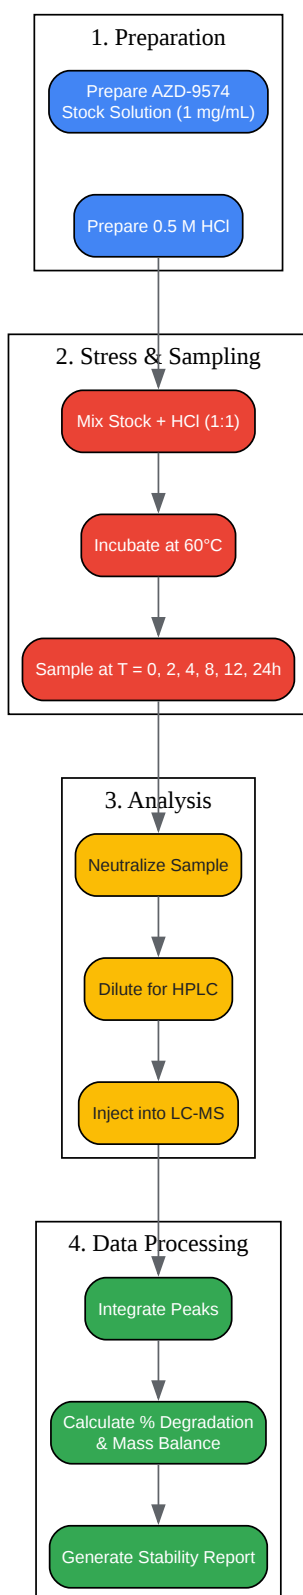 1. Preparation
Prepare AZD-9574
Stock Solution (1 mg/mL)
Prepare 0.5 M HCl
2. Stress & Sampling
Mix Stock + HCl (1:1)
Incubate at 60°C
Sample at T = 0, 2, 4, 8, 12, 24h
3. Analysis
Neutralize Sample
Dilute for HPLC
Inject into LC-MS
4. Data Processing
Integrate Peaks
Calculate % Degradation
& Mass Balance
Generate Stability Report